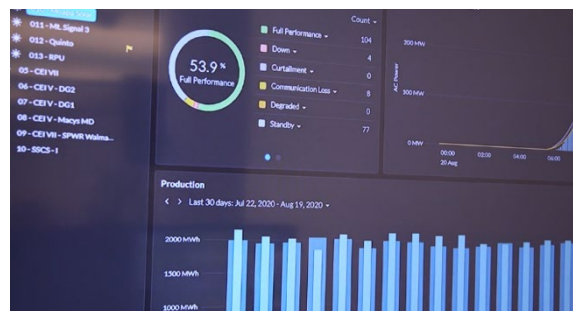 011 - ML Signal 3
012 - Quinto
013 - RPU
05 - CEI VII
06 - CEI V - DG2
07 - CEI V - DG1
08 - CEI V - Macys MD
09 - CEI VII - SPWR Walma...
10 - SSCS - I
53.9 %
Full Performance
Count
Full Performance 104
Down 4
Curtailment 0
Communication Loss 8
Degraded 0
Standby 77
AC Power
200 MW
100 MW
0 MW
00:00 02:00 04:00 06:00
20 Aug
Production
Last 30 days: Jul 22, 2020 - Aug 19, 2020
2000 MWh
1500 MWh
1000 MWh